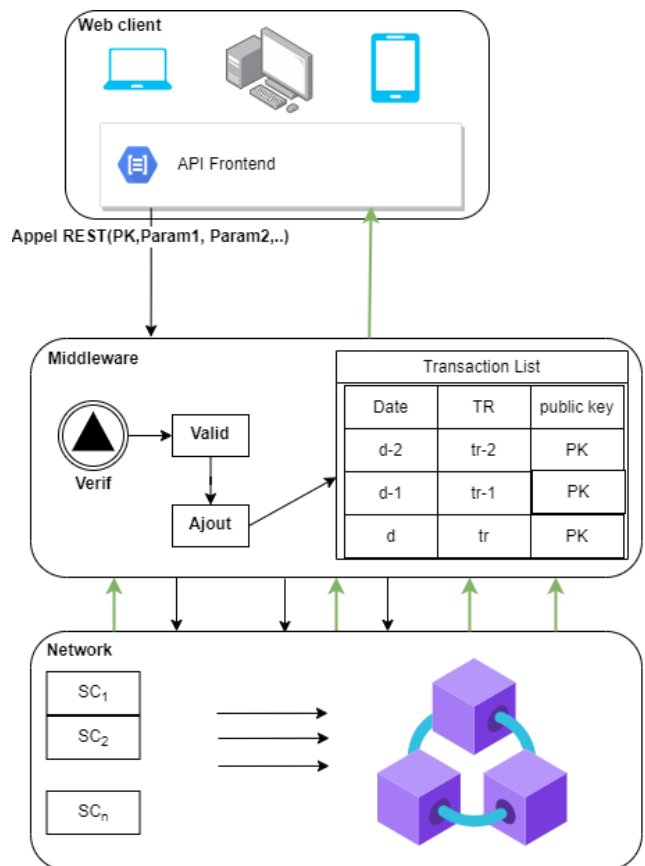 Web client
API Frontend
Appel REST(PK,Param1, Param2,..)
Middleware
Verif
Valid
Ajout
Transaction List
Date TR public key
d-2 tr-2 PK
d-1 tr-1 PK
d tr PK
Network
SC1
SC2
SCn